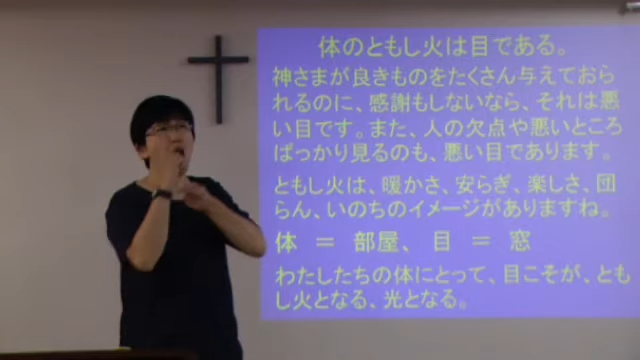 体のともし火は目である。
神さまが良きものをたくさん与えておら
れるのに、感謝もしないなら、それは悪
い目です。また、人の欠点や悪いところ
ばっかり見るのも、悪い目であります。
ともし火は、暖かさ、安らぎ、楽しさ、団
らん、いのちのイメージがありますね。
体 ＝ 部屋、 目 ＝ 窓
わたしたちの体にとって、目こそが、とも
し火となる、光となる。